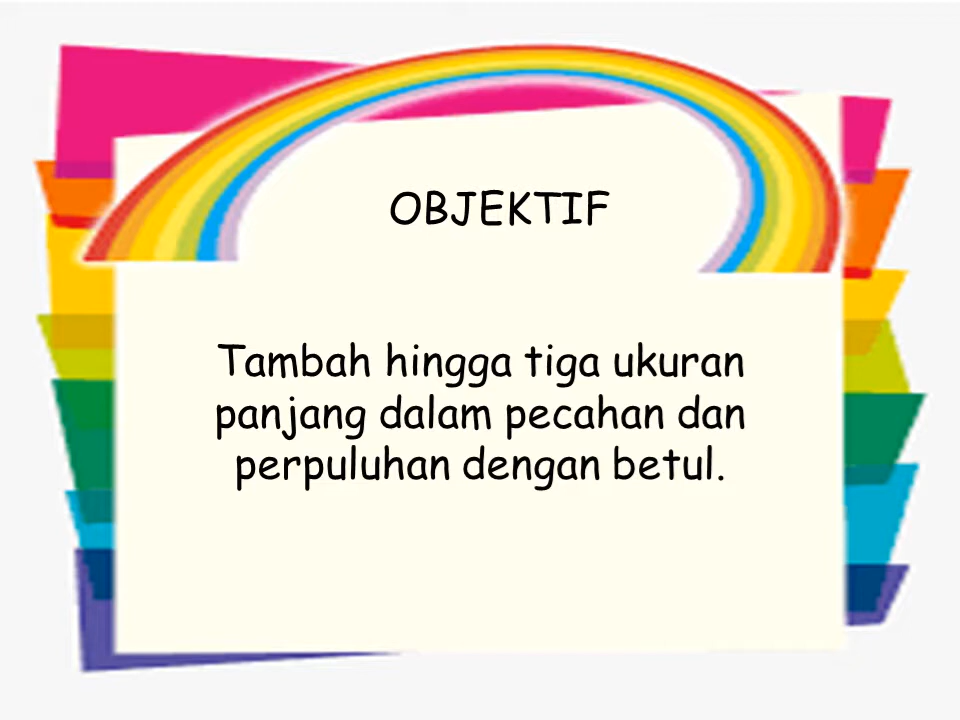 OBJEKTIF
Tambah hingga tiga ukuran
panjang dalam pecahan dan
perpuluhan dengan betul.